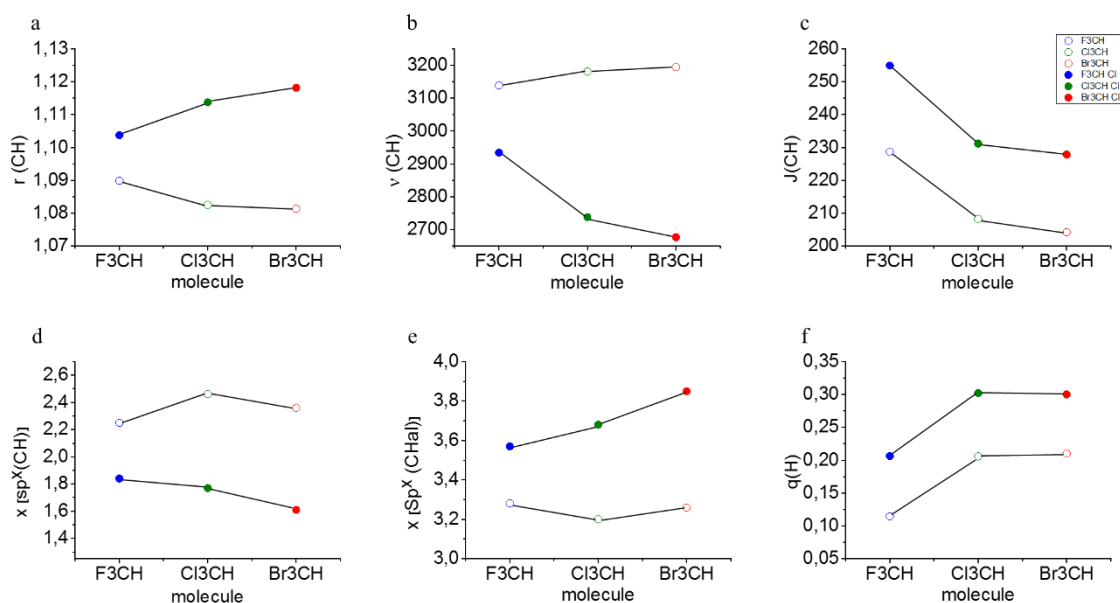 a
1,13
1,12
1,11
1,10
1,09
1,08
1,07
r (CH)
F3CH Cl3CH Br3CH
molecule
b
3200
3100
3000
2900
2800
2700
ν (CH)
F3CH Cl3CH Br3CH
molecule
c
260
250
240
230
220
210
200
J(CH)
F3CH Cl3CH Br3CH
molecule
F3CH
Cl3CH
Br3CH
F3CH Cl
Cl3CH Cl
Br3CH Cl
d
2,6
2,4
2,2
2,0
1,8
1,6
1,4
x [sp^x(CH)]
F3CH Cl3CH Br3CH
molecule
e
4,0
3,8
3,6
3,4
3,2
3,0
x [Sp^x (CHal)]
F3CH Cl3CH Br3CH
molecule
f
0,35
0,30
0,25
0,20
0,15
0,10
0,05
q(H)
F3CH Cl3CH Br3CH
molecule